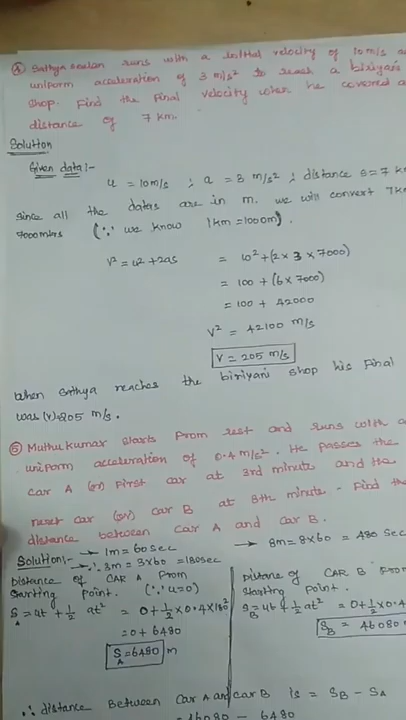 ④ Sathya seelan runs with a initial velocity of 10m/s
uniform acceleration of 3 m/s² to reach a biriyani
shop. Find the final velocity when he covered a
distance of 7 km.
Solution
Given data:-
u = 10m/s ; a = 3 m/s² ; distance s = 7
since all the datas are in m. we will convert 7
7000 (∵ we know 1km = 1000m).
V² = u² + 2as = 10² + (2 × 3 × 7000)
= 100 + (6 × 7000)
= 100 + 42000
V² = 42100 m/s
V = 205 m/s
When Sathya reaches the biriyani shop his final
was (v) = 205 m/s.
⑤ Muthukumar starts from rest and runs with a
uniform acceleration of 0.4 m/s². He passes the
car A (or) first car at 3rd minute and the
next car (or) car B at 8th minute. Find the
distance between car A and car B.
Solution:- → 1m = 60 sec → 8m = 8×60 = 480 sec
→ ∴ 3m = 3×60 = 180sec
Distance of CAR A from
starting point. (∵ u=0)
S_A = ut + 1/2 at² = 0 + 1/2 × 0.4 × 180²
= 0 + 6480
S_A = 6480 m
Distance of CAR B from
starting point.
S_B = ut + 1/2 at² = 0 + 1/2 × 0.4
S_B = 46080
∴ distance Between car A and car B is = S_B - S_A
= 46080 - 6480